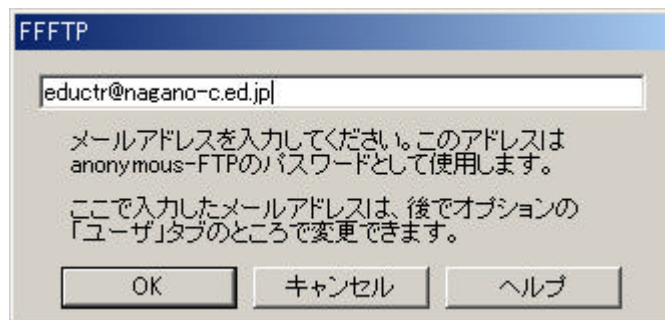 FFFTP
eductr@nagano-c.ed.jp
メールアドレスを入力してください。このアドレスは
anonymous-FTPのパスワードとして使用します。
ここで入力したメールアドレスは、後でオプションの
「ユーザ」タブのところで変更できます。
OK
キャンセル
ヘルプ